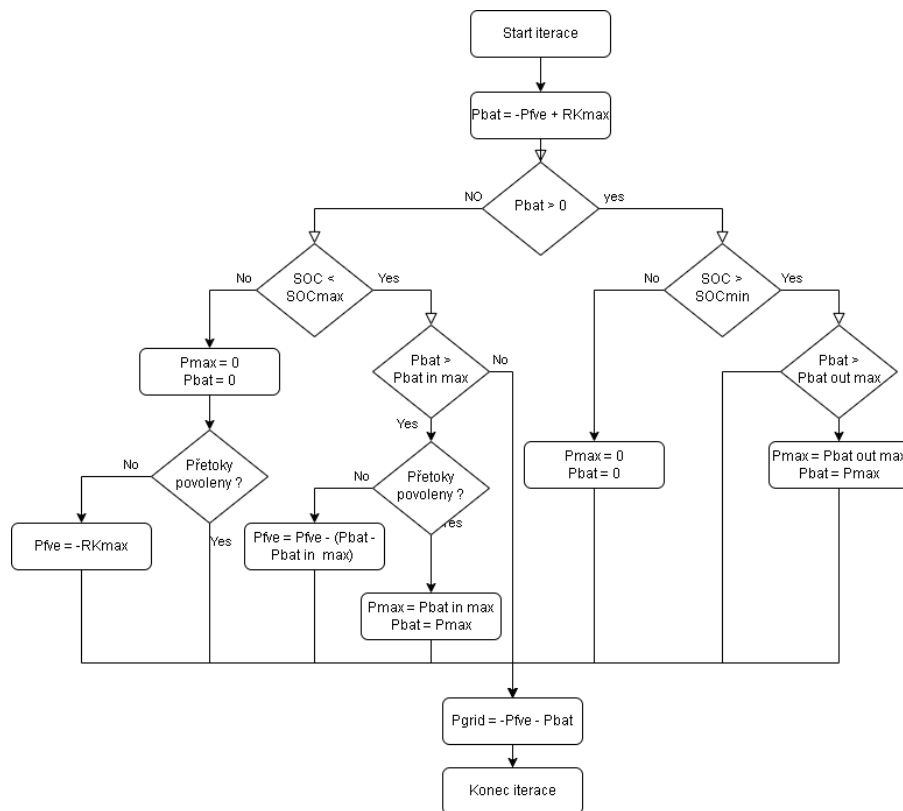 Start iterace
Pbat = -Pfve + RKmax
NO
Pbat > 0
yes
No
SOC <
SOCmax
Yes
No
SOC >
SOCmin
Yes
Pmax = 0
Pbat = 0
Pbat >
Pbat in max
No
Pbat >
Pbat out max
Yes
No
Přetoky
povoleny ?
No
Přetoky
povoleny ?
Pmax = 0
Pbat = 0
Pmax = Pbat out max
Pbat = Pmax
Pfve = -RKmax
Yes
Pfve = Pfve - (Pbat -
Pbat in max)
Yes
Pmax = Pbat in max
Pbat = Pmax
Pgrid = -Pfve - Pbat
Konec iterace